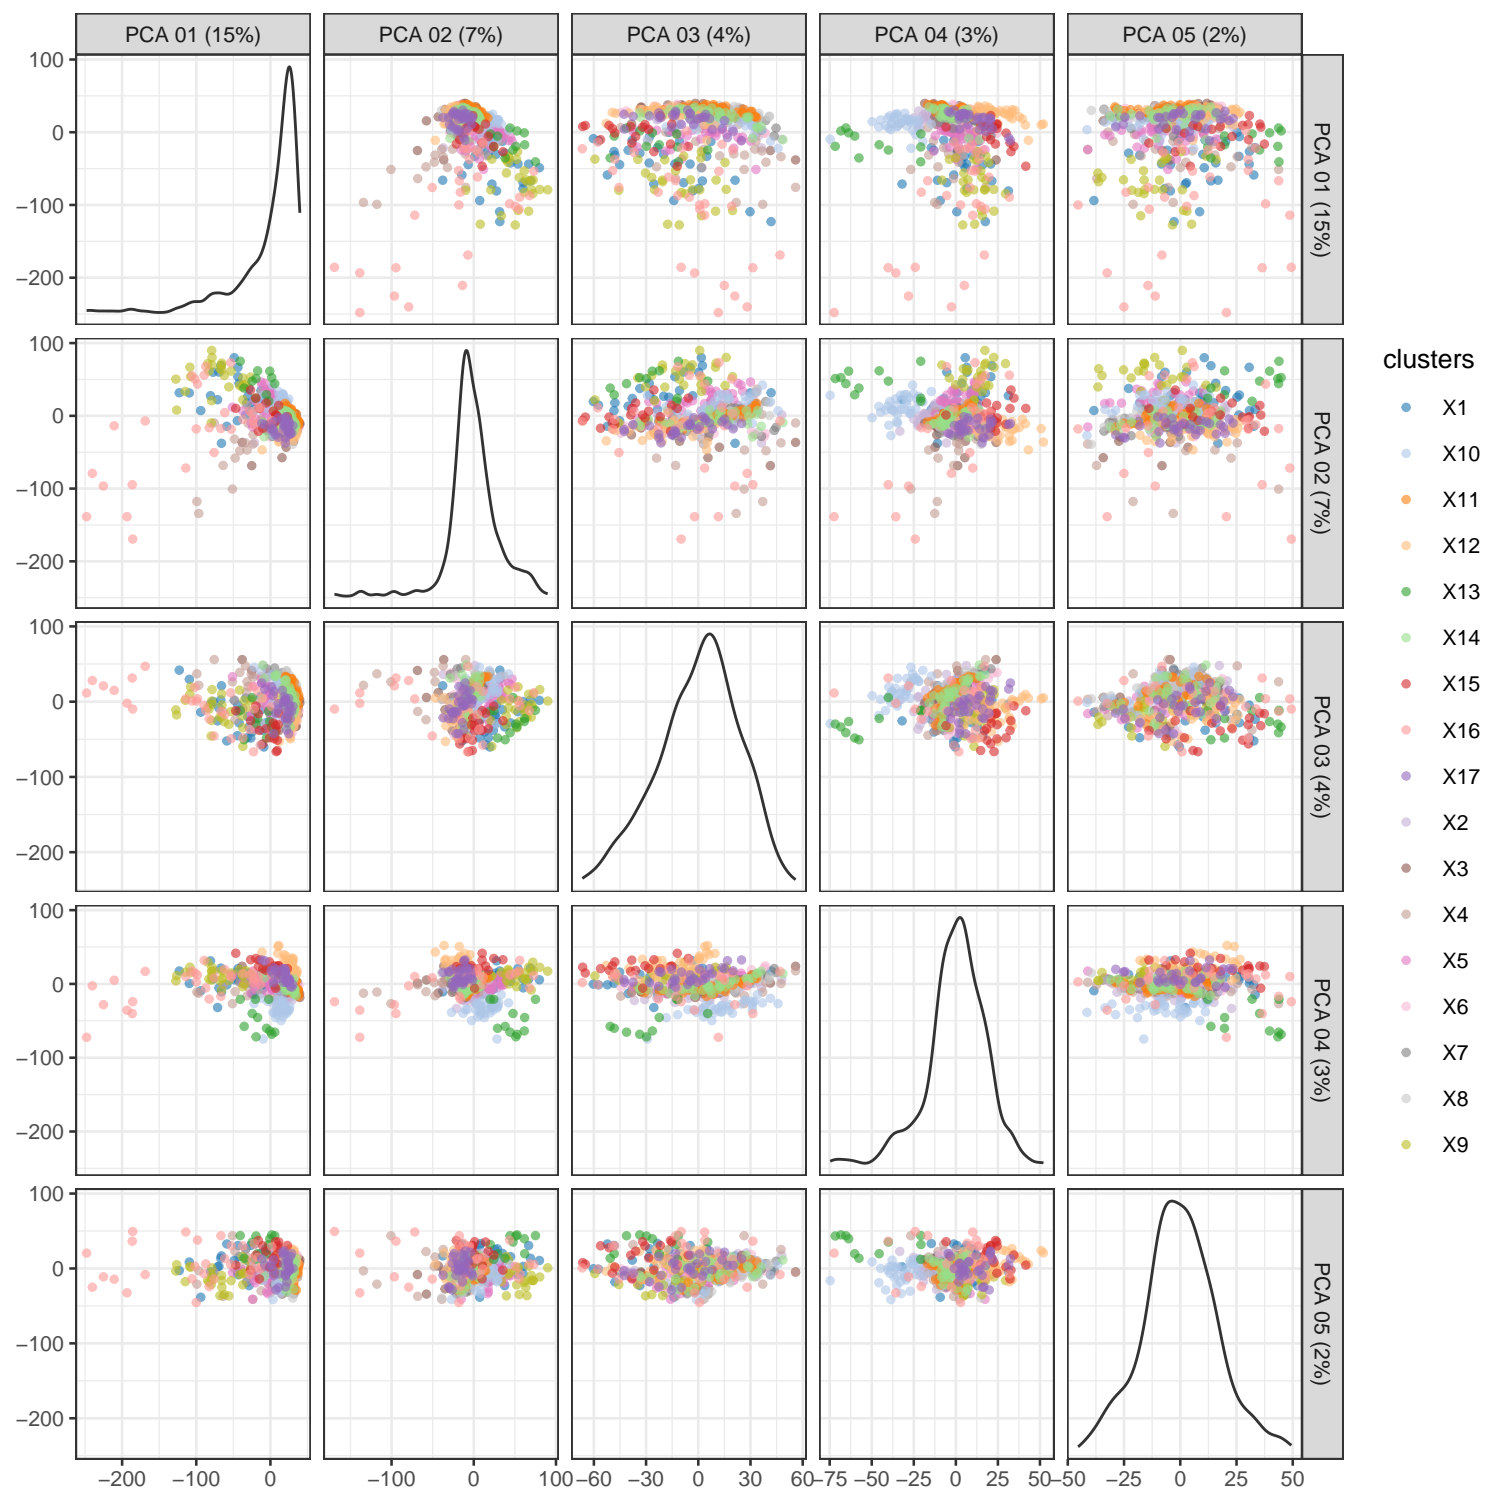 PCA 01 (15%) PCA 02 (7%) PCA 03 (4%) PCA 04 (3%) PCA 05 (2%)
100
0
−100
−200
PCA 01 (15%)
100
0
−100
−200
PCA 02 (7%)
100
0
−100
−200
PCA 03 (4%)
100
0
−100
−200
PCA 04 (3%)
100
0
−100
−200
PCA 05 (2%)
−200 −100 0 −100 0 100 −60 −30 0 30 60 −75 −50 −25 0 25 50 −50 −25 0 25 50
clusters
X1
X10
X11
X12
X13
X14
X15
X16
X17
X2
X3
X4
X5
X6
X7
X8
X9